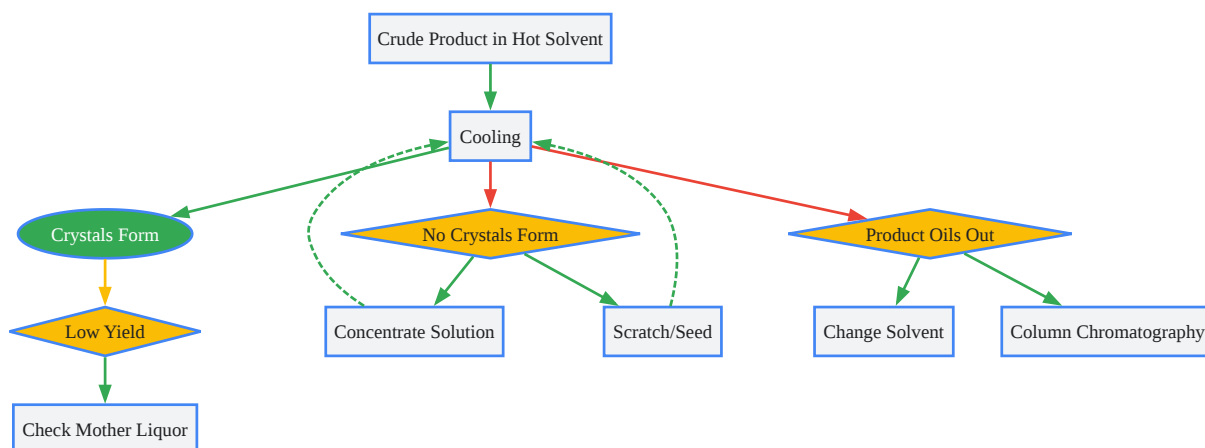 Crude Product in Hot Solvent
Cooling
Crystals Form
No Crystals Form
Product Oils Out
Low Yield
Concentrate Solution
Scratch/Seed
Change Solvent
Column Chromatography
Check Mother Liquor